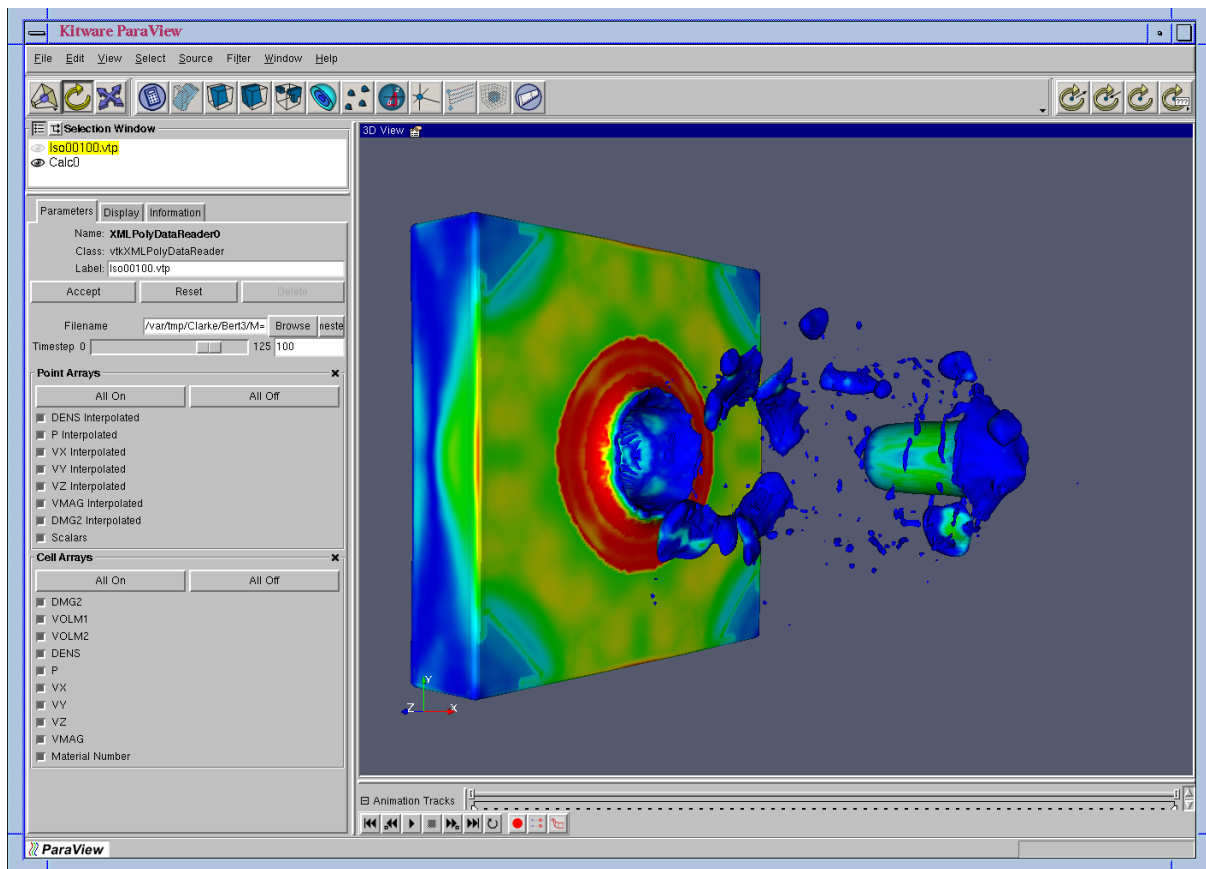 Kitware ParaView
File Edit View Select Source Filter Window Help
Selection Window
Iso00100.vtp
Calc0
Parameters Display Information
Name: XMLPolyDataReader0
Class: vtkXMLPolyDataReader
Label: Iso00100.vtp
Accept Reset Delete
Filename /var/tmp/Clarke/Bert3/M= Browse neste
Timestep 0 125 100
Point Arrays
All On All Off
DENS Interpolated
P Interpolated
VX Interpolated
VY Interpolated
VZ Interpolated
VMAG Interpolated
DMG2 Interpolated
Scalars
Cell Arrays
All On All Off
DMG2
VOLM1
VOLM2
DENS
P
VX
VY
VZ
VMAG
Material Number
3D View
Y
Z X
Animation Tracks
ParaView